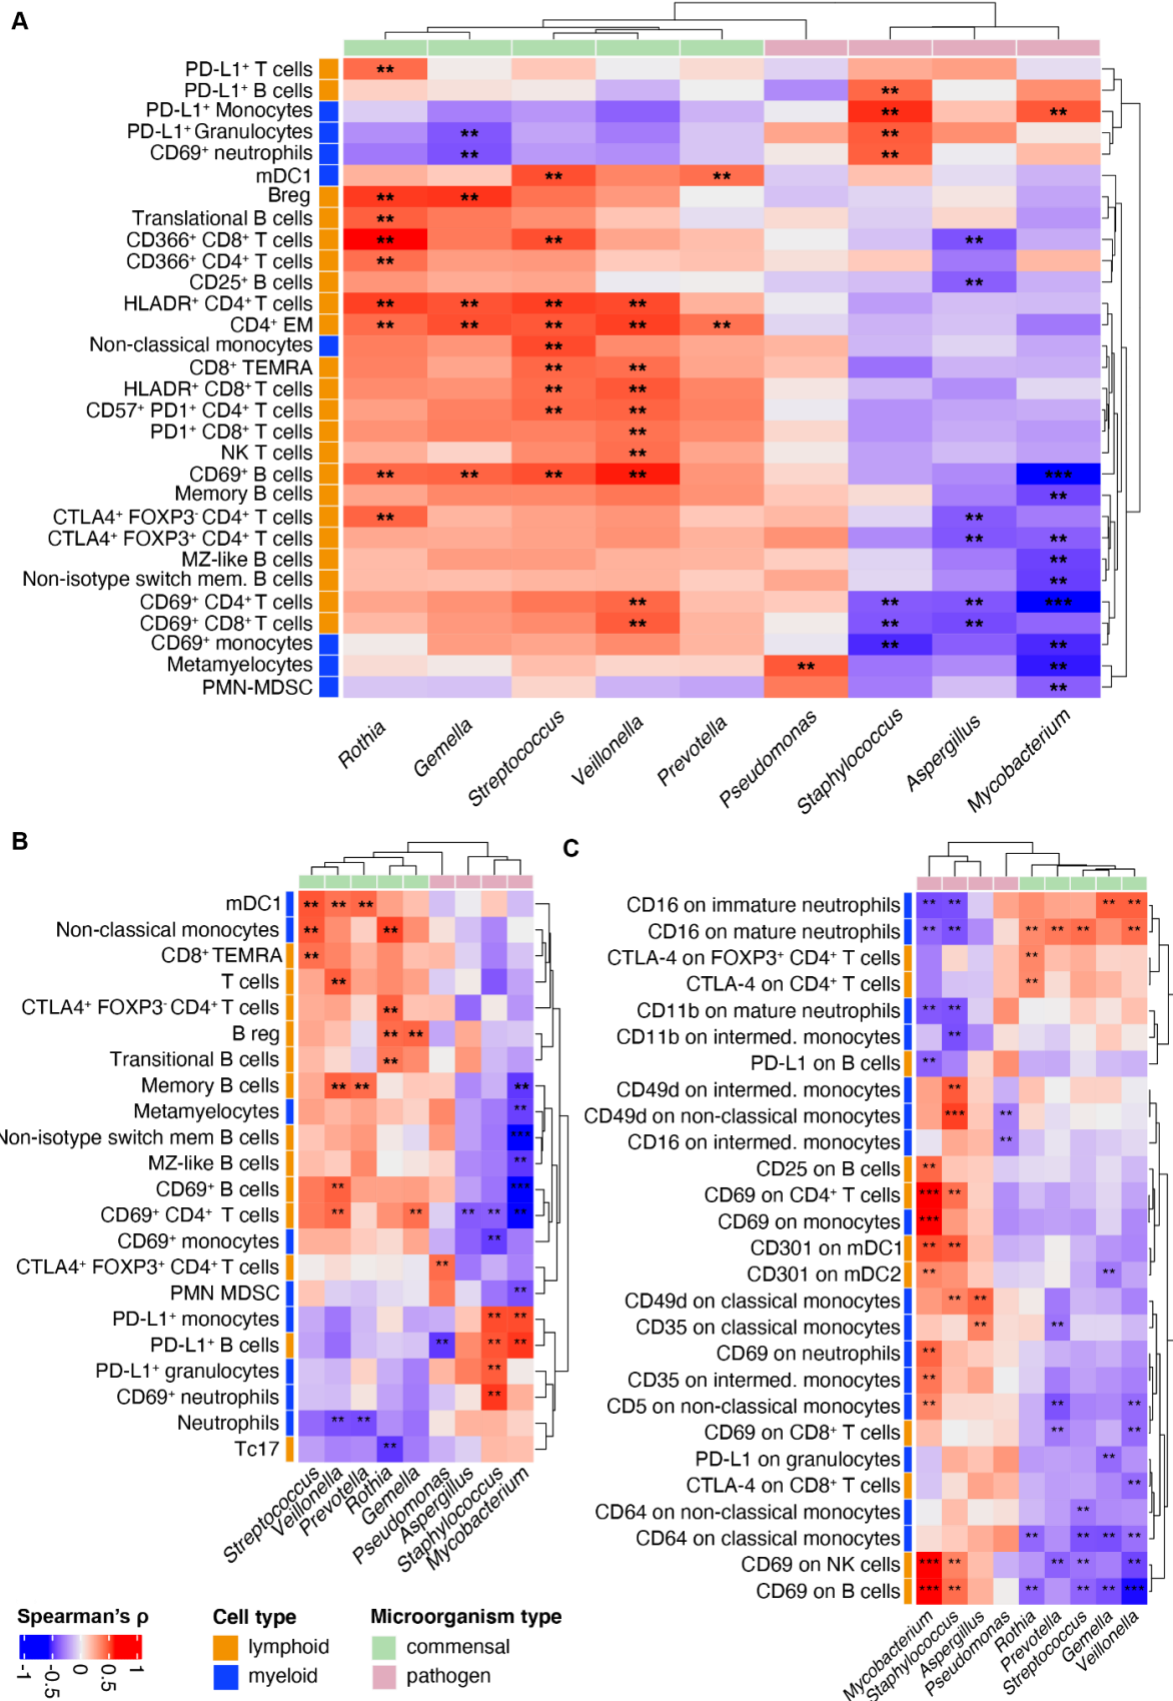 A
PD-L1⁺ T cells
**
PD-L1⁺ B cells
**
PD-L1⁺ Monocytes
** **
PD-L1⁺ Granulocytes
** **
CD69⁺ neutrophils
** **
mDC1
** **
Breg
** **
Translational B cells
**
CD366⁺ CD8⁺ T cells
** ** **
CD366⁺ CD4⁺ T cells
**
CD25⁺ B cells
**
HLADR⁺ CD4⁺ T cells
** ** ** **
CD4⁺ EM
** ** ** ** **
Non-classical monocytes
**
CD8⁺ TEMRA
** **
HLADR⁺ CD8⁺ T cells
** **
CD57⁺ PD1⁺ CD4⁺ T cells
** **
PD1⁺ CD8⁺ T cells
**
NK T cells
**
CD69⁺ B cells
** ** ** ** ***
Memory B cells
**
CTLA4⁺ FOXP3⁻ CD4⁺ T cells
** **
CTLA4⁺ FOXP3⁺ CD4⁺ T cells
** **
MZ-like B cells
**
Non-isotype switch mem. B cells
**
CD69⁺ CD4⁺ T cells
** ** ** ***
CD69⁺ CD8⁺ T cells
** ** **
CD69⁺ monocytes
** **
Metamyelocytes
** **
PMN-MDSC
**
Rothia
Gemella
Streptococcus
Veillonella
Prevotella
Pseudomonas
Staphylococcus
Aspergillus
Mycobacterium
B
mDC1
** ** **
Non-classical monocytes
** **
CD8⁺ TEMRA
**
T cells
**
CTLA4⁺ FOXP3⁻ CD4⁺ T cells
**
B reg
** **
Transitional B cells
**
Memory B cells
** ** **
Metamyelocytes
**
Non-isotype switch mem B cells
***
MZ-like B cells
**
CD69⁺ B cells
** ***
CD69⁺ CD4⁺ T cells
** ** ** ** **
CD69⁺ monocytes
**
CTLA4⁺ FOXP3⁺ CD4⁺ T cells
**
PMN MDSC
**
PD-L1⁺ monocytes
** **
PD-L1⁺ B cells
** ** **
PD-L1⁺ granulocytes
**
CD69⁺ neutrophils
**
Neutrophils
** **
Tc17
**
Streptococcus
Veillonella
Prevotella
Rothia
Gemella
Pseudomonas
Aspergillus
Staphylococcus
Mycobacterium
C
CD16 on immature neutrophils
** ** ** **
CD16 on mature neutrophils
** ** ** ** ** **
CTLA-4 on FOXP3⁺ CD4⁺ T cells
**
CTLA-4 on CD4⁺ T cells
**
CD11b on mature neutrophils
** **
CD11b on intermed. monocytes
**
PD-L1 on B cells
**
CD49d on intermed. monocytes
**
CD49d on non-classical monocytes
*** **
CD16 on intermed. monocytes
**
CD25 on B cells
**
CD69 on CD4⁺ T cells
*** **
CD69 on monocytes
***
CD301 on mDC1
** **
CD301 on mDC2
** **
CD49d on classical monocytes
** **
CD35 on classical monocytes
** **
CD69 on neutrophils
**
CD35 on intermed. monocytes
**
CD5 on non-classical monocytes
** ** **
CD69 on CD8⁺ T cells
** **
PD-L1 on granulocytes
**
CTLA-4 on CD8⁺ T cells
**
CD64 on non-classical monocytes
**
CD64 on classical monocytes
** ** ** **
CD69 on NK cells
*** ** ** ** **
CD69 on B cells
*** ** ** ** ** ***
Mycobacterium
Staphylococcus
Aspergillus
Pseudomonas
Rothia
Prevotella
Streptococcus
Gemella
Veillonella
Spearman's ρ
-1
-0.5
0
0.5
1
Cell type
lymphoid
myeloid
Microorganism type
commensal
pathogen